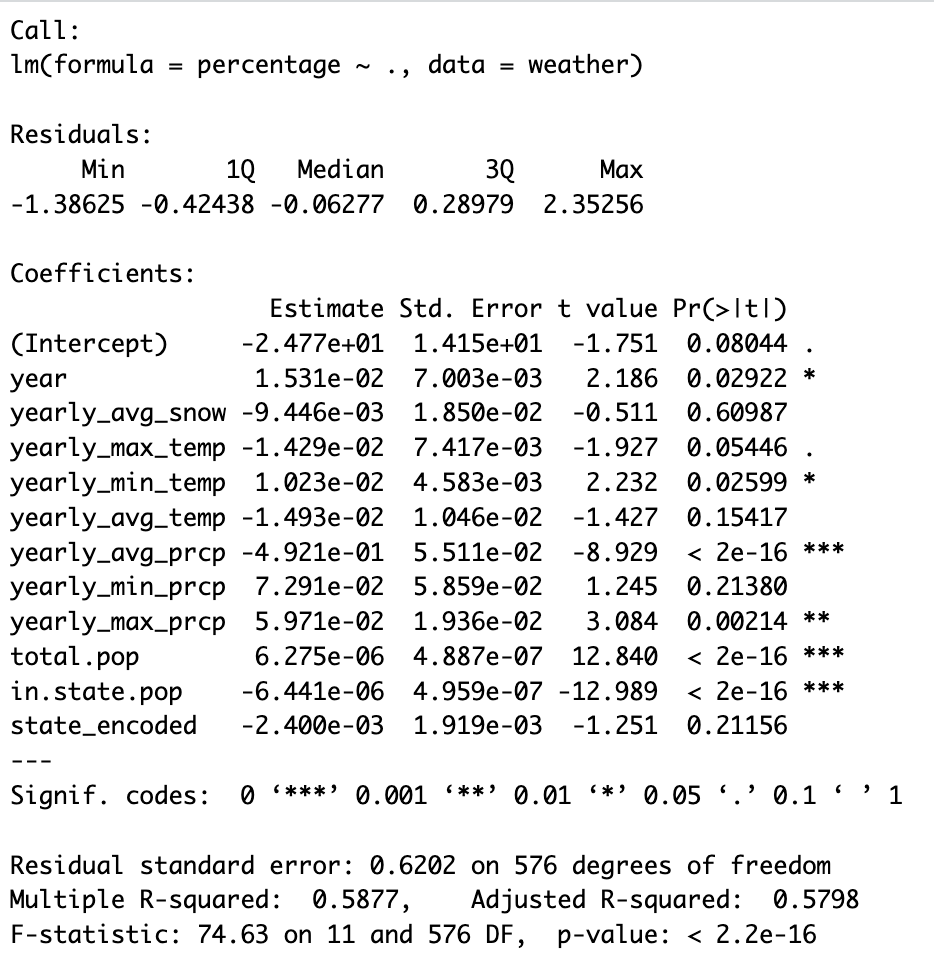 Call:
lm(formula = percentage ~ ., data = weather)
Residuals:
Min 1Q Median 3Q Max
-1.38625 -0.42438 -0.06277 0.28979 2.35256
Coefficients:
Estimate Std. Error t value Pr(>|t|)
(Intercept) -2.477e+01 1.415e+01 -1.751 0.08044 .
year 1.531e-02 7.003e-03 2.186 0.02922 *
yearly_avg_snow -9.446e-03 1.850e-02 -0.511 0.60987
yearly_max_temp -1.429e-02 7.417e-03 -1.927 0.05446 .
yearly_min_temp 1.023e-02 4.583e-03 2.232 0.02599 *
yearly_avg_temp -1.493e-02 1.046e-02 -1.427 0.15417
yearly_avg_prcp -4.921e-01 5.511e-02 -8.929 < 2e-16 ***
yearly_min_prcp 7.291e-02 5.859e-02 1.245 0.21380
yearly_max_prcp 5.971e-02 1.936e-02 3.084 0.00214 **
total.pop 6.275e-06 4.887e-07 12.840 < 2e-16 ***
in.state.pop -6.441e-06 4.959e-07 -12.989 < 2e-16 ***
state_encoded -2.400e-03 1.919e-03 -1.251 0.21156
---
Signif. codes: 0 ‘***’ 0.001 ‘**’ 0.01 ‘*’ 0.05 ‘.’ 0.1 ‘ ’ 1
Residual standard error: 0.6202 on 576 degrees of freedom
Multiple R-squared: 0.5877, Adjusted R-squared: 0.5798
F-statistic: 74.63 on 11 and 576 DF, p-value: < 2.2e-16